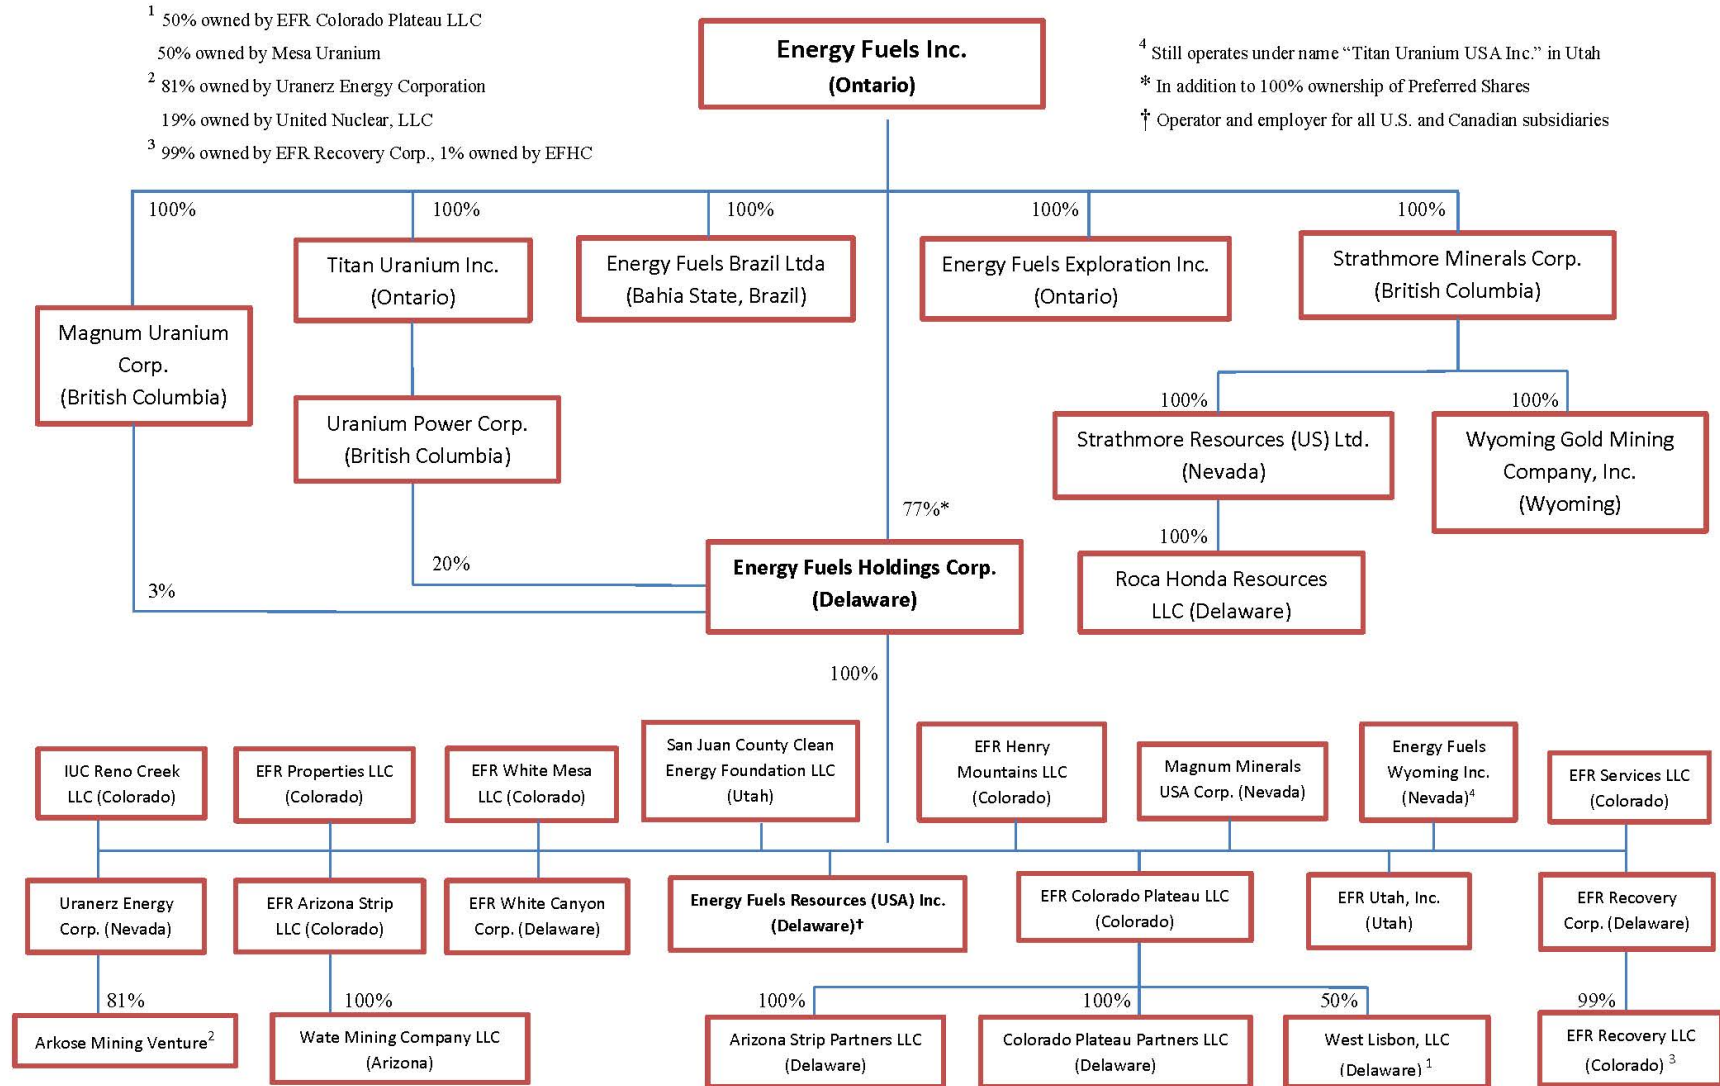 1 50% owned by EFR Colorado Plateau LLC
50% owned by Mesa Uranium
2 81% owned by Uranerz Energy Corporation
19% owned by United Nuclear, LLC
3 99% owned by EFR Recovery Corp., 1% owned by EFHC
Energy Fuels Inc.
(Ontario)
4 Still operates under name “Titan Uranium USA Inc.” in Utah
* In addition to 100% ownership of Preferred Shares
† Operator and employer for all U.S. and Canadian subsidiaries
100%
100%
100%
100%
100%
Magnum Uranium
Corp.
(British Columbia)
Titan Uranium Inc.
(Ontario)
Energy Fuels Brazil Ltda
(Bahia State, Brazil)
Energy Fuels Exploration Inc.
(Ontario)
Strathmore Minerals Corp.
(British Columbia)
Uranium Power Corp.
(British Columbia)
100%
100%
Strathmore Resources (US) Ltd.
(Nevada)
Wyoming Gold Mining
Company, Inc.
(Wyoming)
77%*
100%
20%
3%
Energy Fuels Holdings Corp.
(Delaware)
Roca Honda Resources
LLC (Delaware)
100%
IUC Reno Creek
LLC (Colorado)
EFR Properties LLC
(Colorado)
EFR White Mesa
LLC (Colorado)
San Juan County Clean
Energy Foundation LLC
(Utah)
EFR Henry
Mountains LLC
(Colorado)
Magnum Minerals
USA Corp. (Nevada)
Energy Fuels
Wyoming Inc.
(Nevada)4
EFR Services LLC
(Colorado)
Uranerz Energy
Corp. (Nevada)
EFR Arizona Strip
LLC (Colorado)
EFR White Canyon
Corp. (Delaware)
Energy Fuels Resources (USA) Inc.
(Delaware)†
EFR Colorado Plateau LLC
(Colorado)
EFR Utah, Inc.
(Utah)
EFR Recovery
Corp. (Delaware)
81%
100%
100%
100%
50%
99%
Arkose Mining Venture2
Wate Mining Company LLC
(Arizona)
Arizona Strip Partners LLC
(Delaware)
Colorado Plateau Partners LLC
(Delaware)
West Lisbon, LLC
(Delaware) 1
EFR Recovery LLC
(Colorado) 3